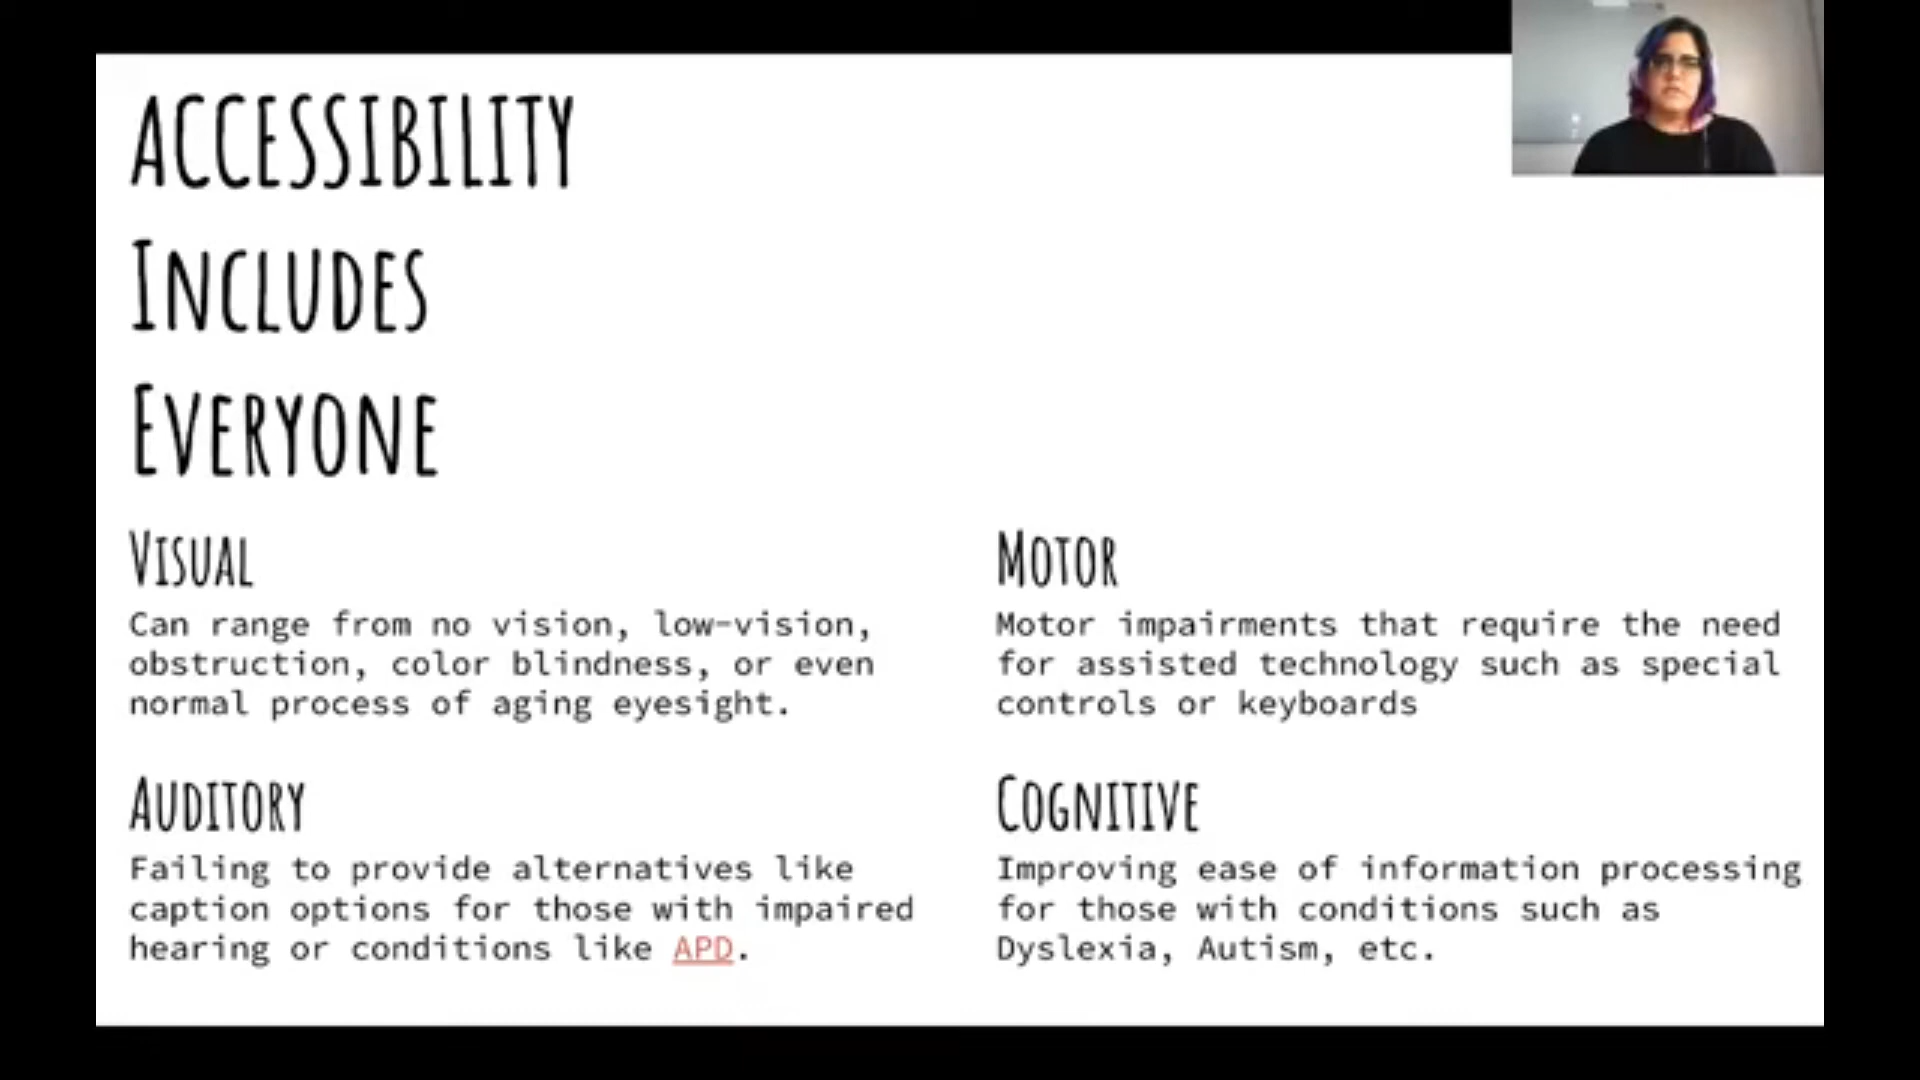 ACCESSIBILITY
INCLUDES
EVERYONE
VISUAL
Can range from no vision, low-vision,
obstruction, color blindness, or even
normal process of aging eyesight.
AUDITORY
Failing to provide alternatives like
caption options for those with impaired
hearing or conditions like APD.
MOTOR
Motor impairments that require the need
for assisted technology such as special
controls or keyboards
COGNITIVE
Improving ease of information processing
for those with conditions such as
Dyslexia, Autism, etc.